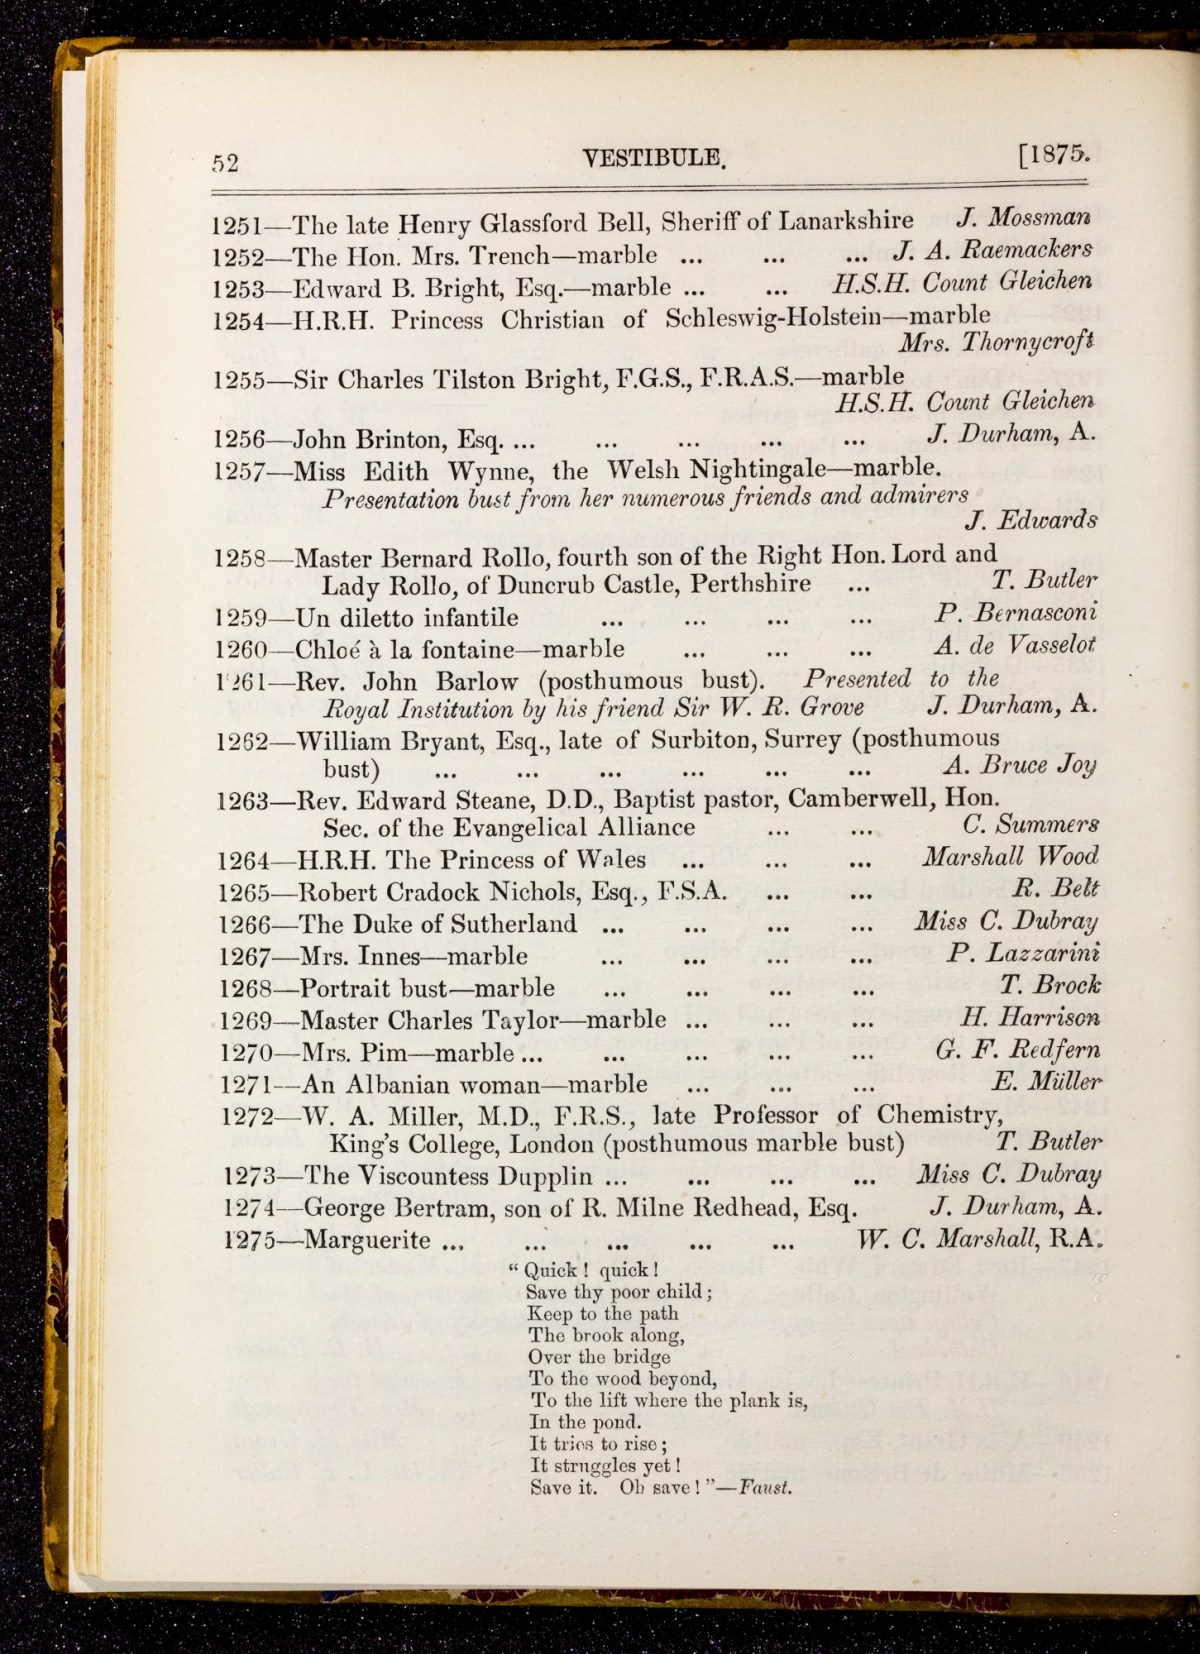 52 VESTIBULE. [1875.
1251—The late Henry Glassford Bell, Sheriff of Lanarkshire J. Mossman
1252—The Hon. Mrs. Trench—marble ... ... ... J. A. Raemackers
1253—Edward B. Bright, Esq.—marble ... ... H.S.H. Count Gleichen
1254—H.R.H. Princess Christian of Schleswig-Holstein—marble
Mrs. Thornycroft
1255—Sir Charles Tilston Bright, F.G.S., F.R.A.S.—marble
H.S.H. Count Gleichen
1256—John Brinton, Esq. ... ... ... ... ... J. Durham, A.
1257—Miss Edith Wynne, the Welsh Nightingale—marble.
Presentation bust from her numerous friends and admirers
J. Edwards
1258—Master Bernard Rollo, fourth son of the Right Hon. Lord and
Lady Rollo, of Duncrub Castle, Perthshire ... T. Butler
1259—Un diletto infantile ... ... ... ... P. Bernasconi
1260—Chloé à la fontaine—marble ... ... ... A. de Vasselot
1261—Rev. John Barlow (posthumous bust). Presented to the
Royal Institution by his friend Sir W. R. Grove J. Durham, A.
1262—William Bryant, Esq., late of Surbiton, Surrey (posthumous
bust) ... ... ... ... ... ... A. Bruce Joy
1263—Rev. Edward Steane, D.D., Baptist pastor, Camberwell, Hon.
Sec. of the Evangelical Alliance ... ... C. Summers
1264—H.R.H. The Princess of Wales ... ... ... Marshall Wood
1265—Robert Cradock Nichols, Esq., F.S.A. ... ... R. Belt
1266—The Duke of Sutherland ... ... ... ... Miss C. Dubray
1267—Mrs. Innes—marble ... ... ... ... P. Lazzarini
1268—Portrait bust—marble ... ... ... ... T. Brock
1269—Master Charles Taylor—marble ... ... ... H. Harrison
1270—Mrs. Pim—marble ... ... ... ... ... G. F. Redfern
1271—An Albanian woman—marble ... ... ... E. Müller
1272—W. A. Miller, M.D., F.R.S., late Professor of Chemistry,
King's College, London (posthumous marble bust) T. Butler
1273—The Viscountess Dupplin ... ... ... ... Miss C. Dubray
1274—George Bertram, son of R. Milne Redhead, Esq. J. Durham, A.
1275—Marguerite ... ... ... ... ... W. C. Marshall, R.A.
“ Quick ! quick !
Save thy poor child ;
Keep to the path
The brook along,
Over the bridge
To the wood beyond,
To the lift where the plank is,
In the pond.
It tries to rise ;
It struggles yet !
Save it. Oh save ! ”—Faust.